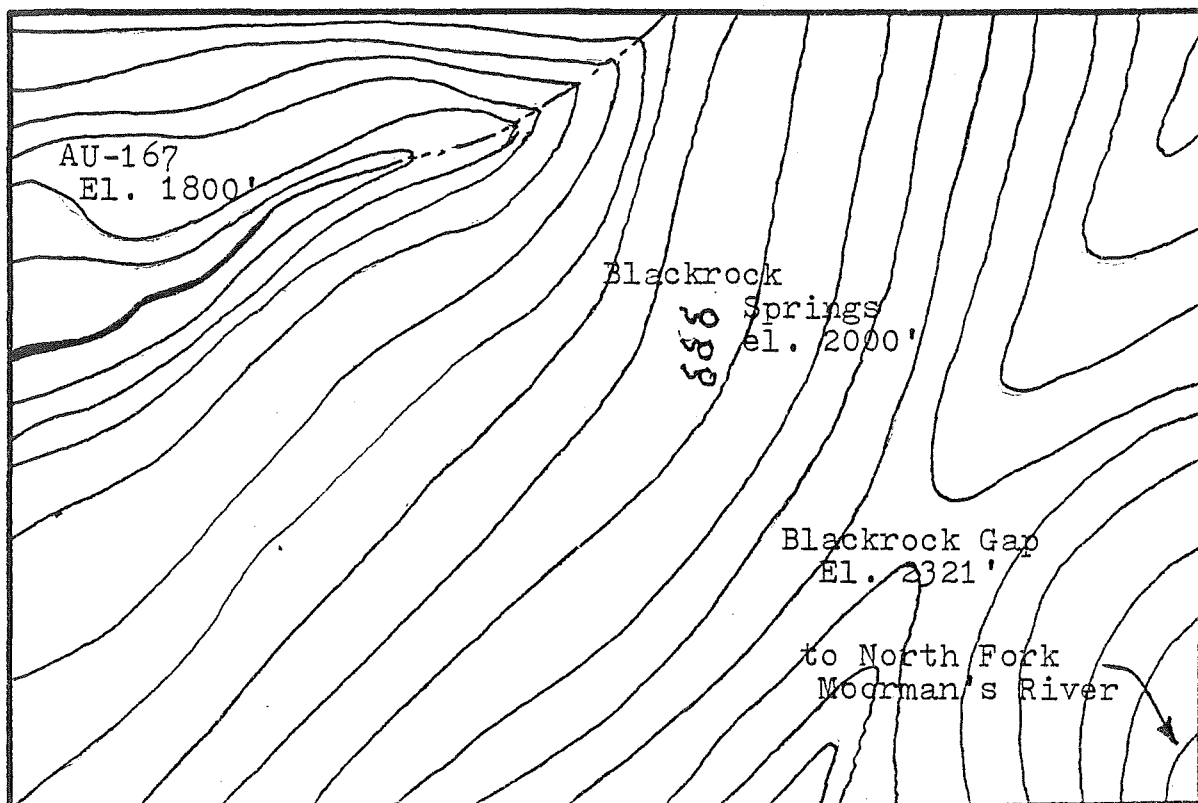 AU-167
El. 1800'
Blackrock
Springs
el. 2000'
Blackrock Gap
El. 2321'
to North Fork
Moorman's River